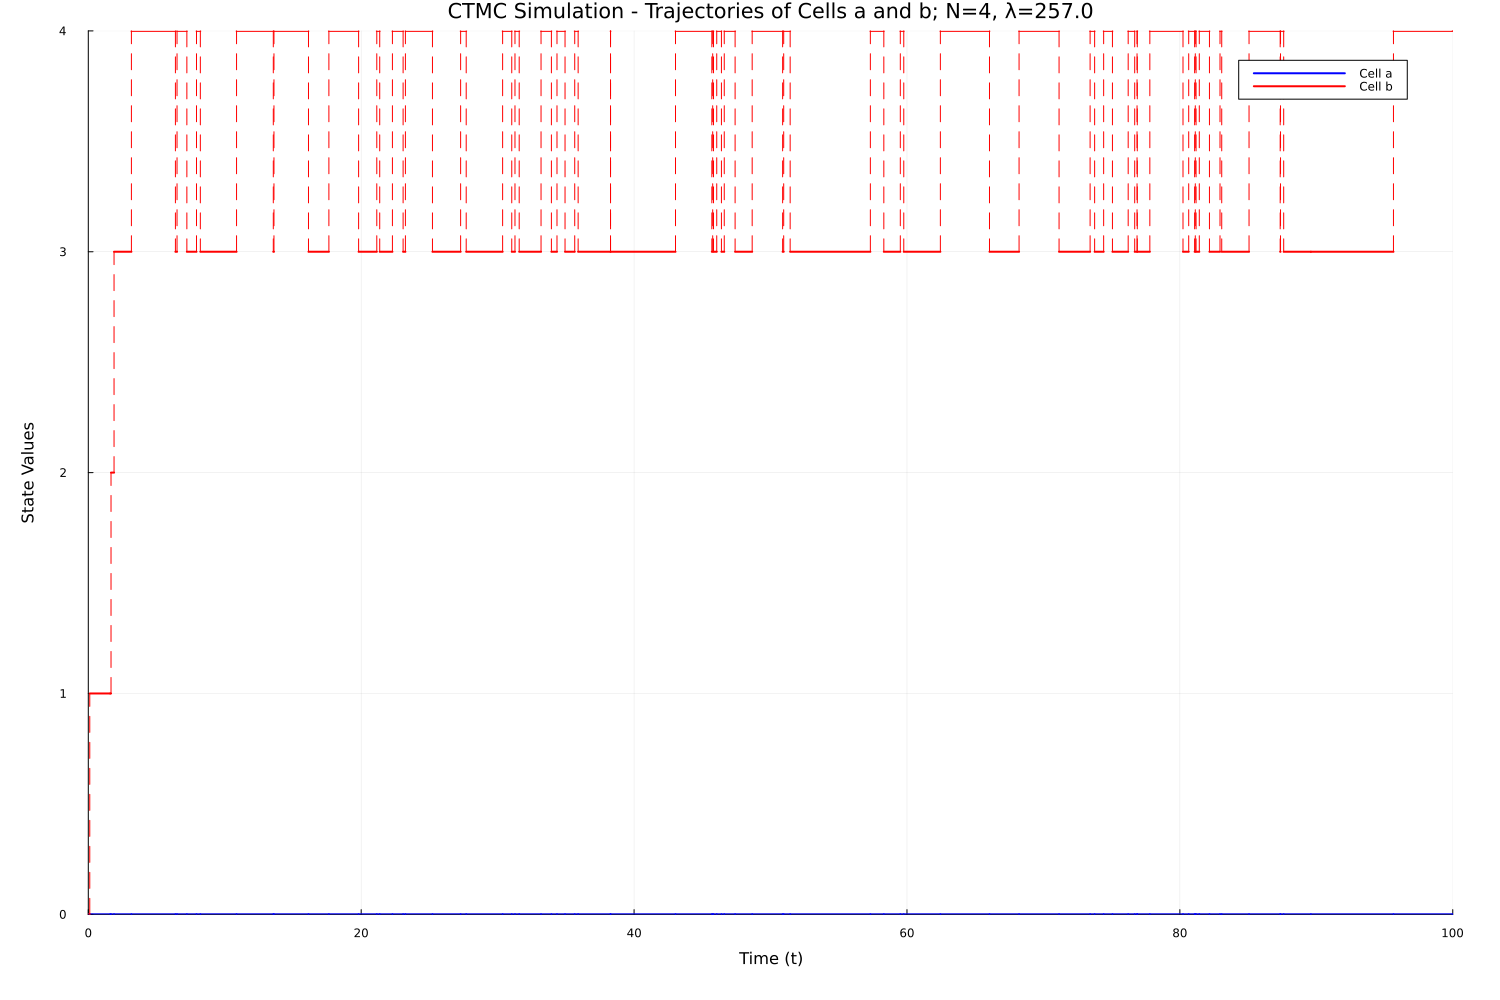 CTMC Simulation - Trajectories of Cells a and b; N=4, λ=257.0
4
Cell a
Cell b
3
State Values
2
1
0
0 20 40 60 80 100
Time (t)